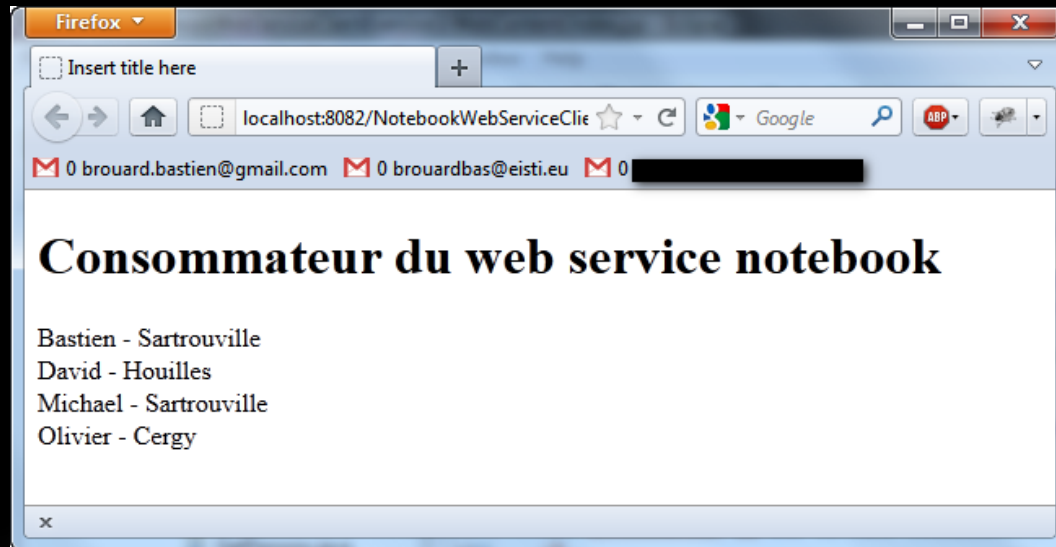 Firefox
Insert title here
localhost:8082/NotebookWebServiceClie
Google
ABP
0 brouard.bastien@gmail.com 0 brouardbas@eisti.eu 0
Consommateur du web service notebook
Bastien - Sartrouville
David - Houilles
Michael - Sartrouville
Olivier - Cergy